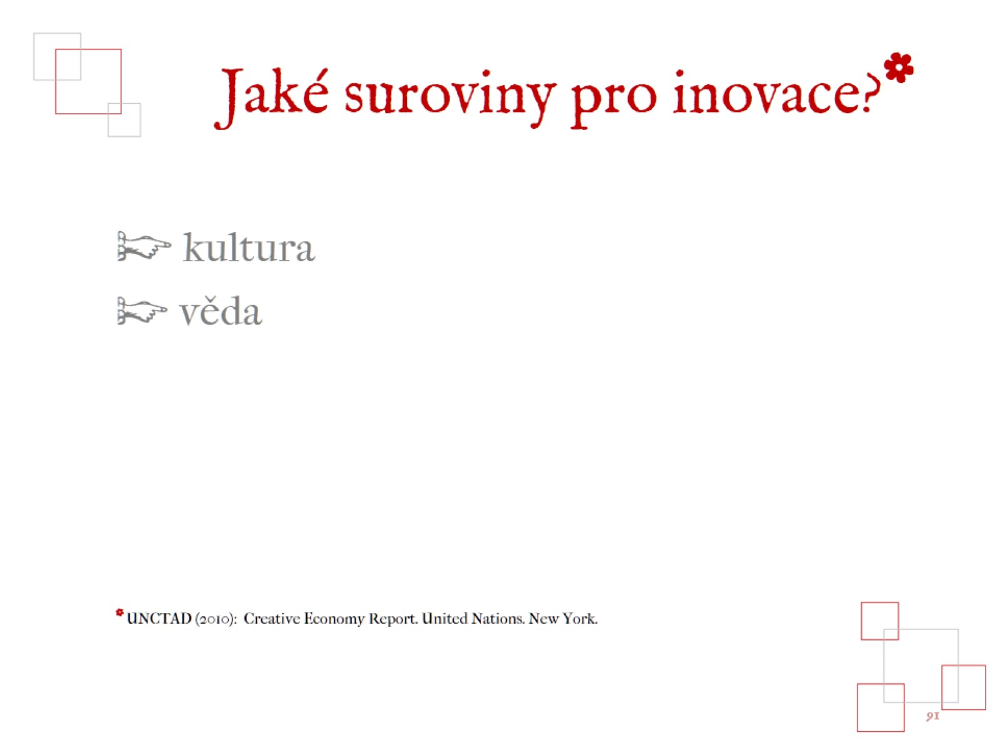 Jaké suroviny pro inovace?*
☞ kultura
☞ věda
* UNCTAD (2010): Creative Economy Report. United Nations. New York.
91